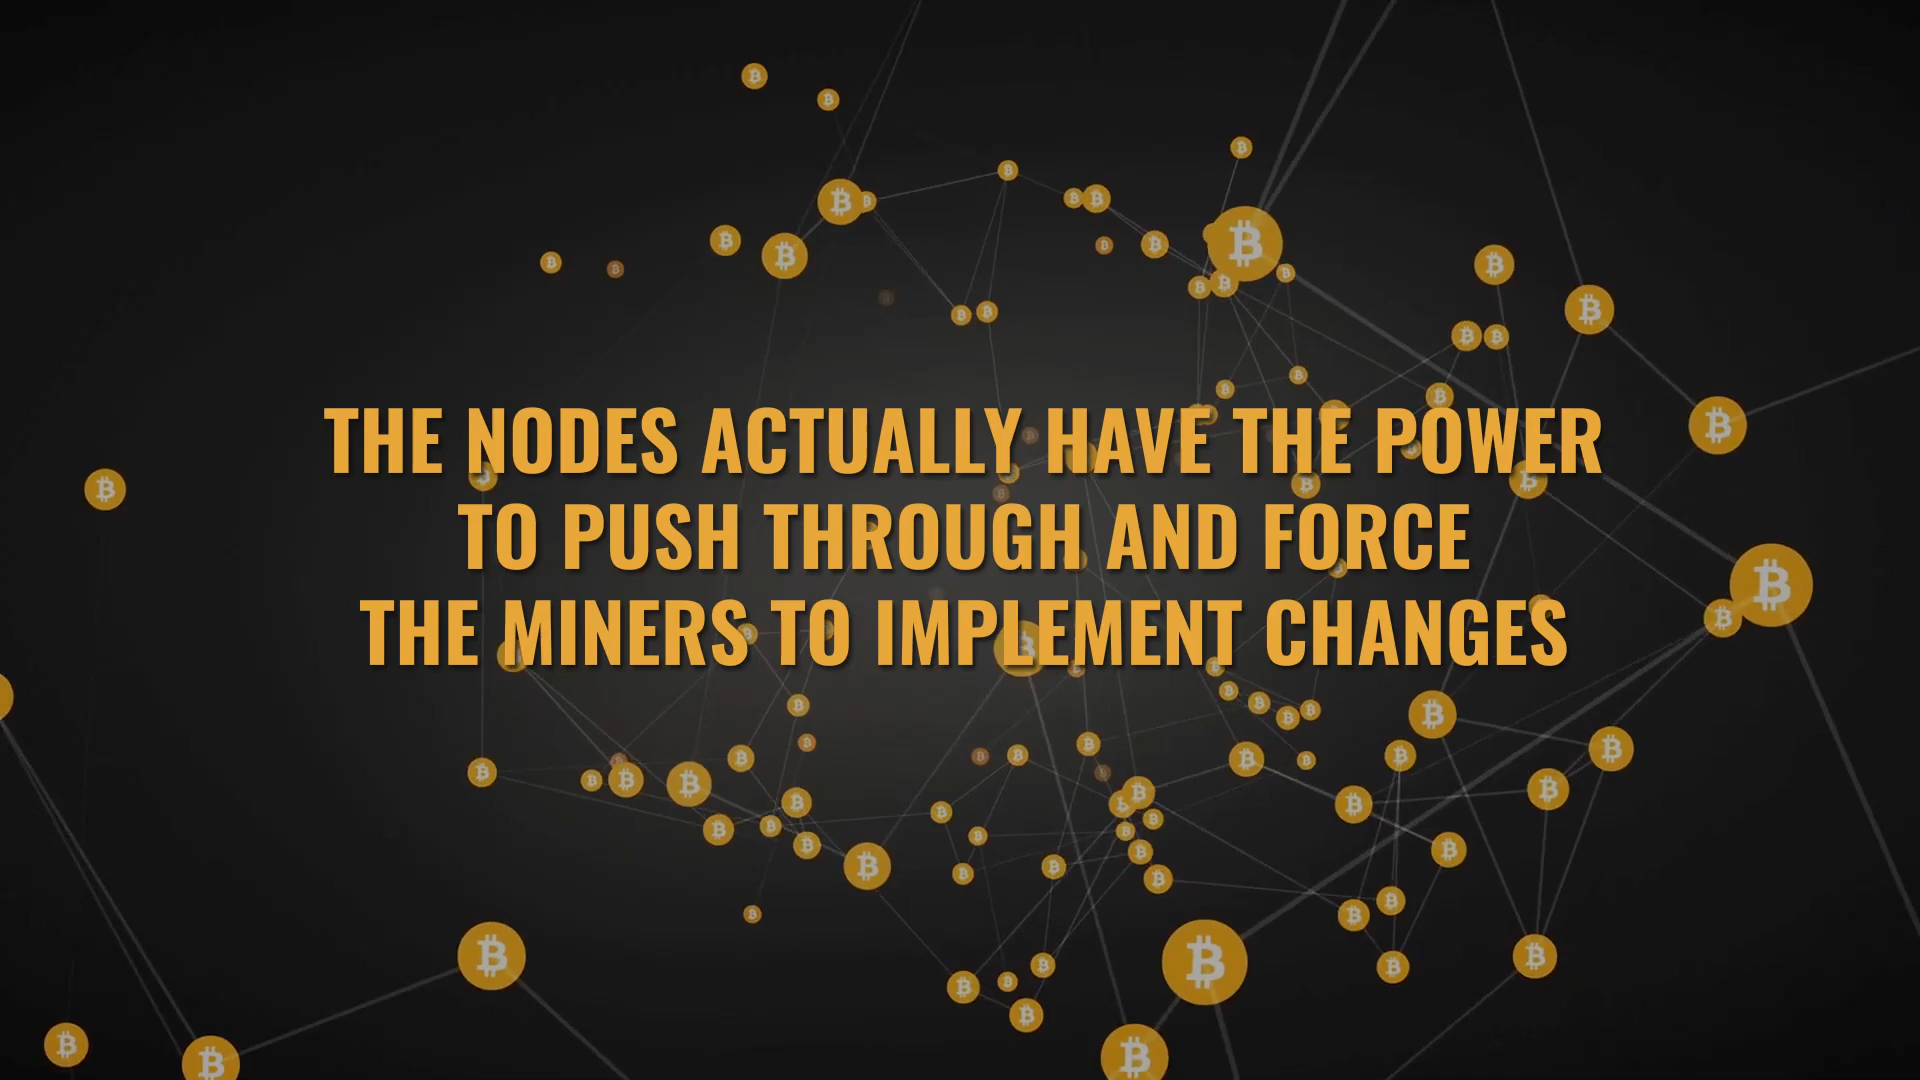 THE NODES ACTUALLY HAVE THE POWER
TO PUSH THROUGH AND FORCE
THE MINERS TO IMPLEMENT CHANGES